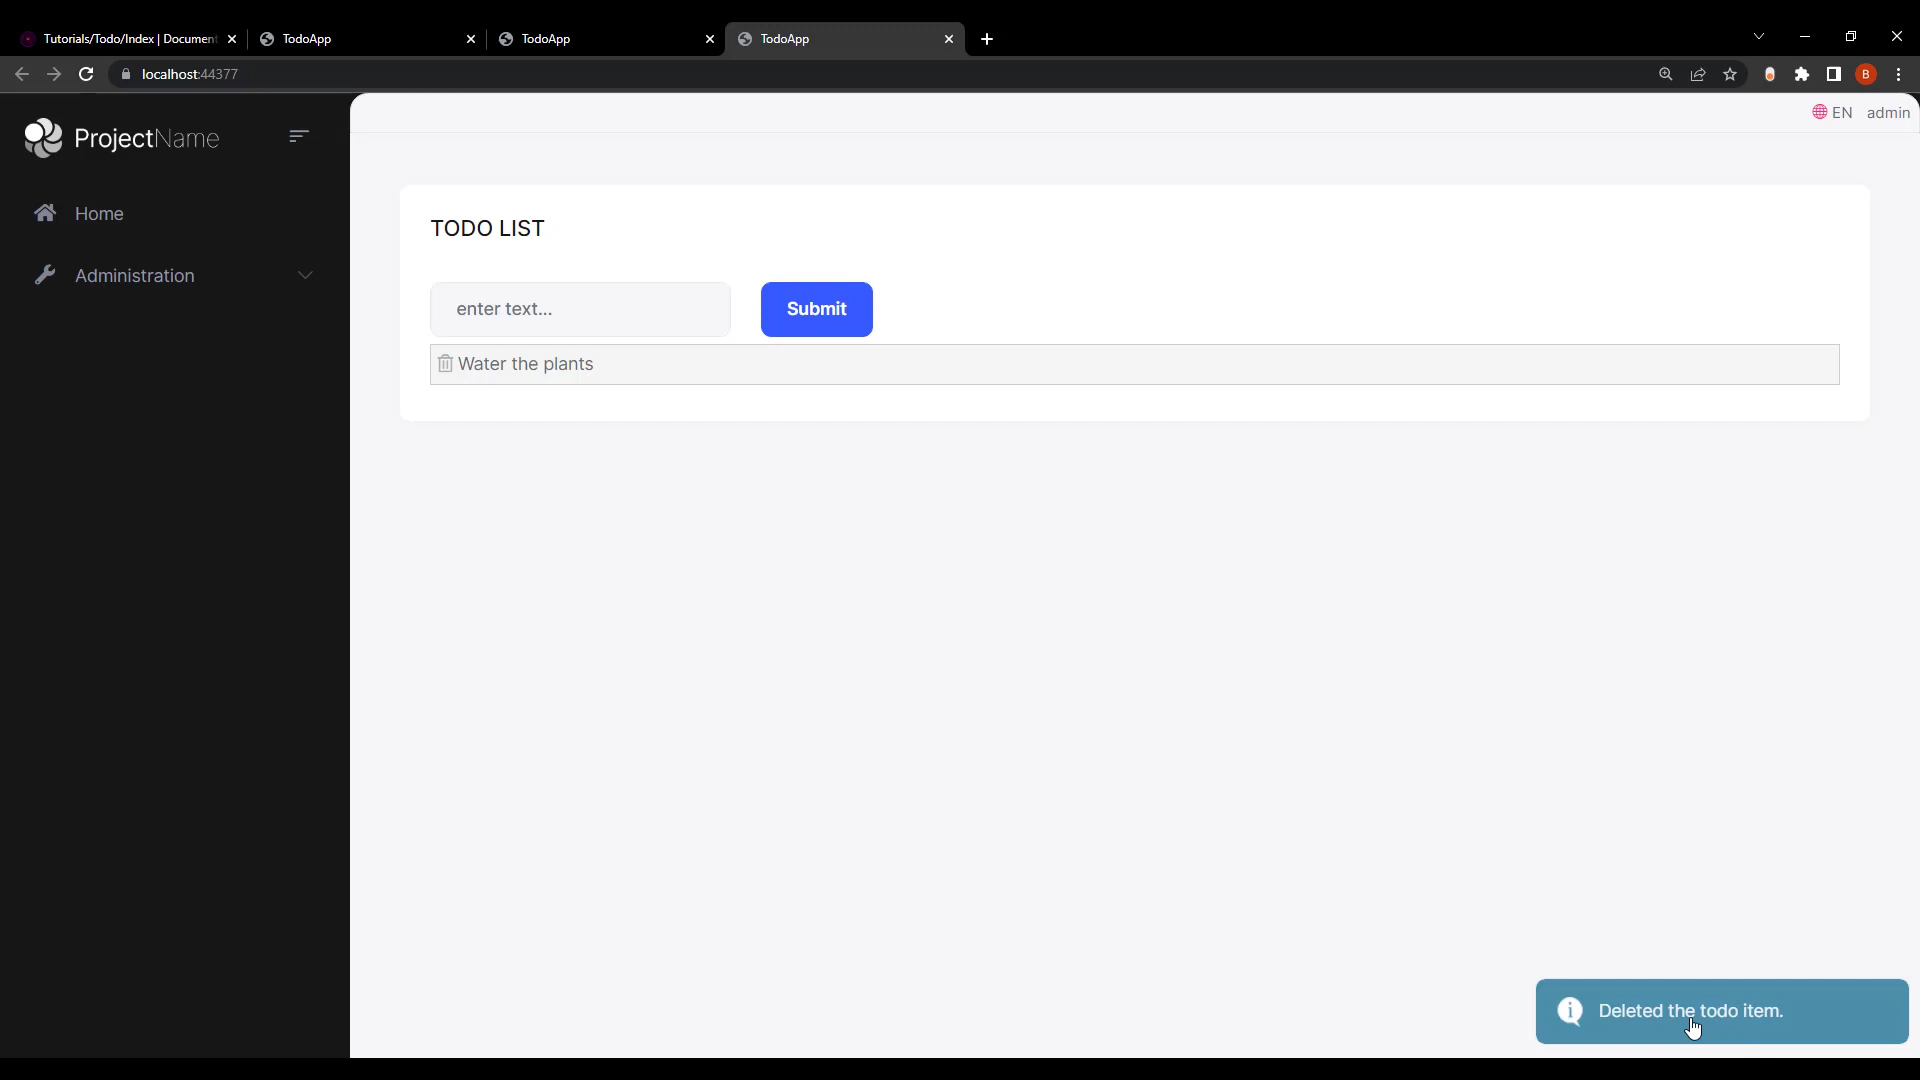 Tutorials/Todo/Index | Document
TodoApp
TodoApp
TodoApp
localhost:44377
B
ProjectName
EN admin
Home
Administration
TODO LIST
enter text...
Submit
Water the plants
Deleted the todo item.